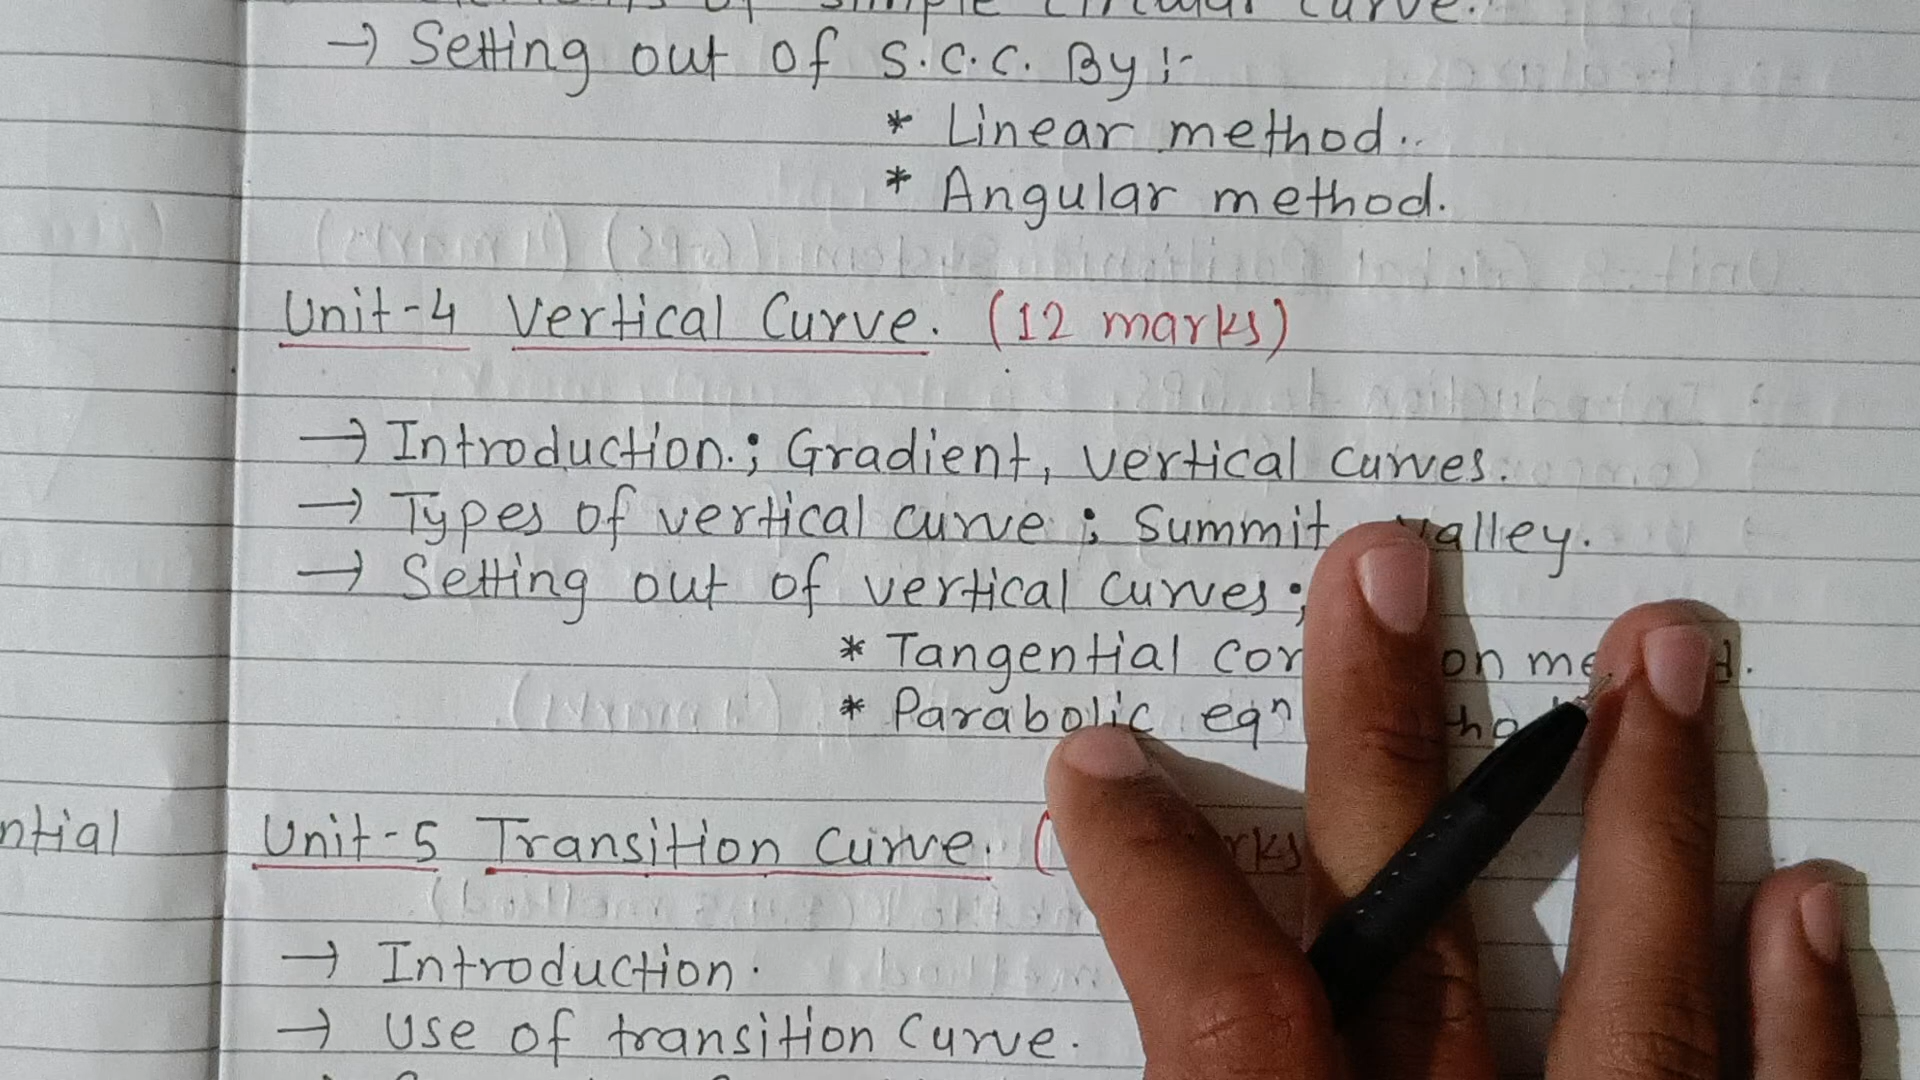 → Setting out of S.C.C. By :-
* Linear method.
* Angular method.
Unit-4 Vertical Curve. (12 marks)
→ Introduction.; Gradient, vertical curves.
→ Types of vertical curve ; Summit valley.
→ Setting out of vertical curves;
* Tangential
* Parabolic eqn
ntial
Unit-5 Transition Curve.
→ Introduction.
→ Use of transition Curve.